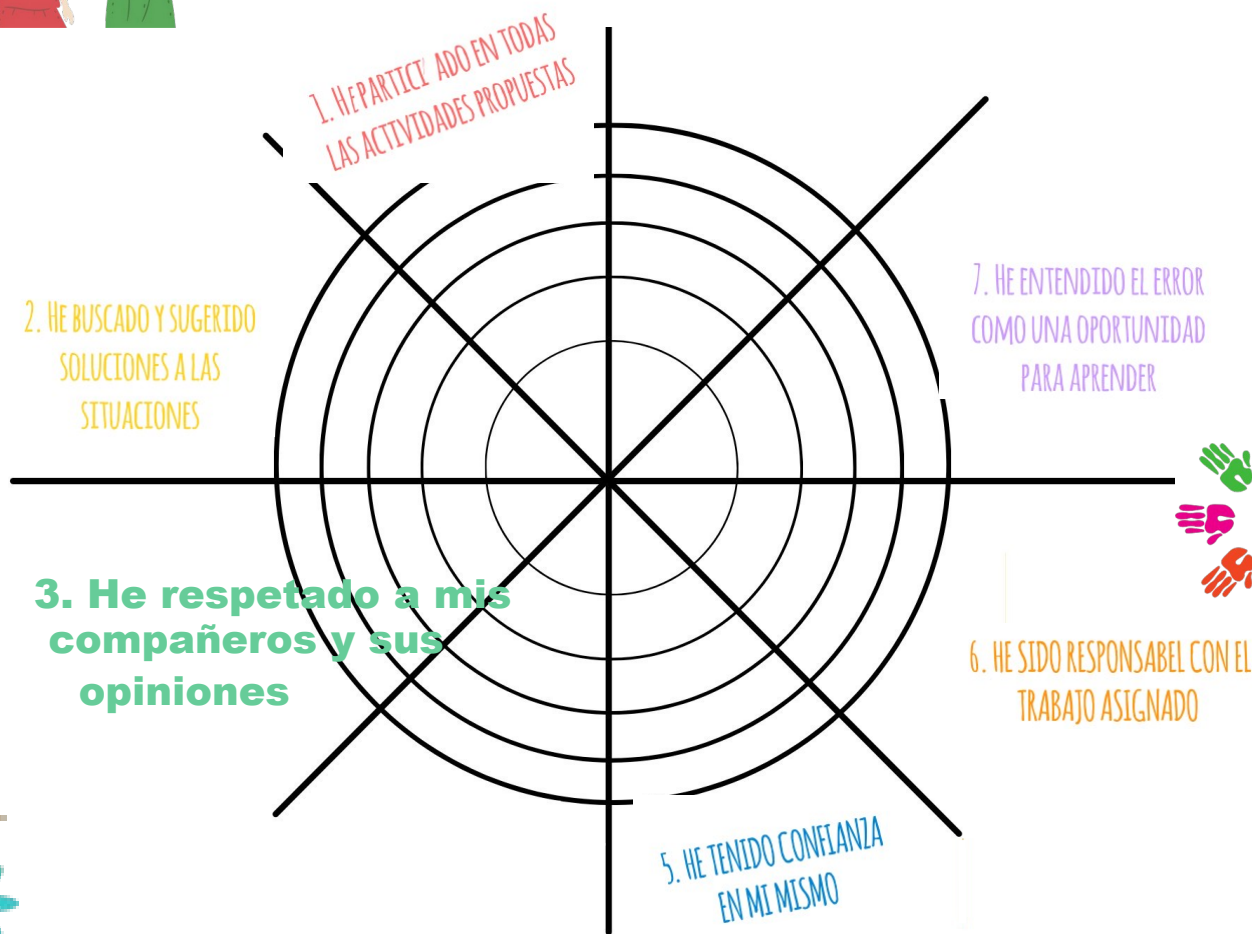 1. HE PARTICI ADO EN TODAS
LAS ACTIVIDADES PROPUESTAS
2. HE BUSCADO Y SUGERIDO
SOLUCIONES A LAS
SITUACIONES
3. He respetado a mis
compañeros y sus
opiniones
5. HE TENIDO CONFIANZA
EN MI MISMO
6. HE SIDO RESPONSABEL CON EL
TRABAJO ASIGNADO
7. HE ENTENDIDO EL ERROR
COMO UNA OPORTUNIDAD
PARA APRENDER